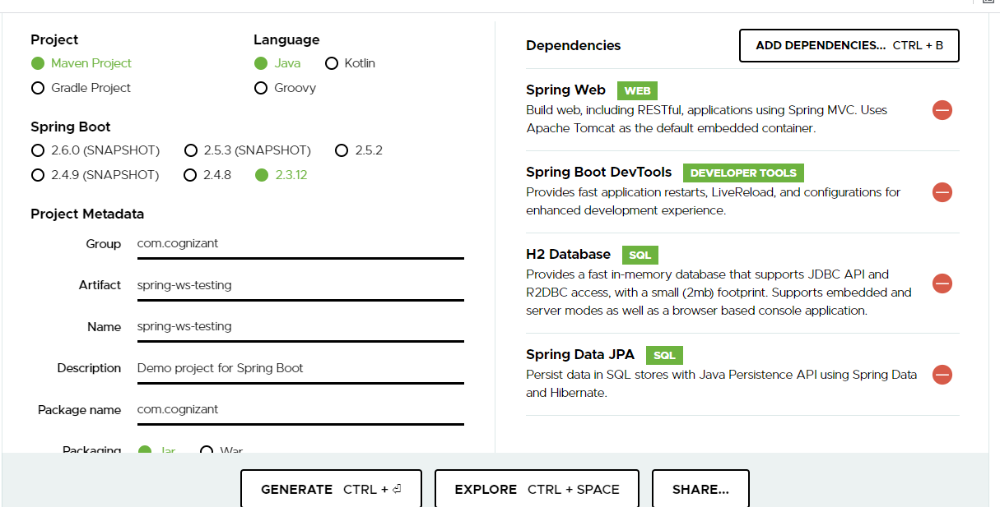 Project
Language
Maven Project
Java
Kotlin
Gradle Project
Groovy
Spring Boot
2.6.0 (SNAPSHOT)
2.5.3 (SNAPSHOT)
2.5.2
2.4.9 (SNAPSHOT)
2.4.8
2.3.12
Project Metadata
Group com.cognizant
Artifact spring-ws-testing
Name spring-ws-testing
Description Demo project for Spring Boot
Package name com.cognizant
Packaging Jar War
Dependencies
ADD DEPENDENCIES... CTRL + B
Spring Web WEB
Build web, including RESTful, applications using Spring MVC. Uses
Apache Tomcat as the default embedded container.
Spring Boot DevTools DEVELOPER TOOLS
Provides fast application restarts, LiveReload, and configurations for
enhanced development experience.
H2 Database SQL
Provides a fast in-memory database that supports JDBC API and
R2DBC access, with a small (2mb) footprint. Supports embedded and
server modes as well as a browser based console application.
Spring Data JPA SQL
Persist data in SQL stores with Java Persistence API using Spring Data
and Hibernate.
GENERATE CTRL + ⏎
EXPLORE CTRL + SPACE
SHARE...